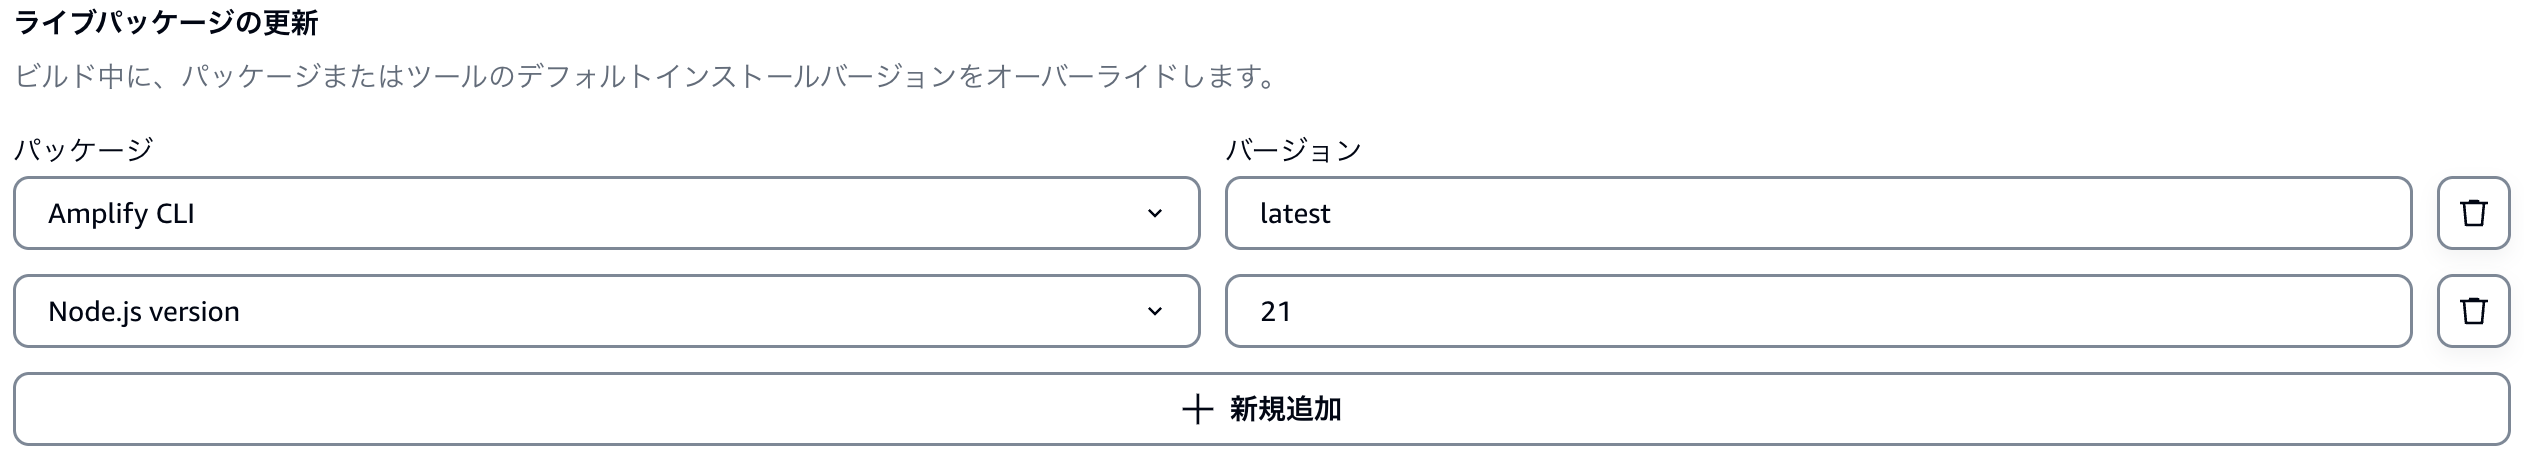 ライブパッケージの更新
ビルド中に、パッケージまたはツールのデフォルトインストールバージョンをオーバーライドします。
パッケージ バージョン
Amplify CLI latest
Node.js version 21
新規追加